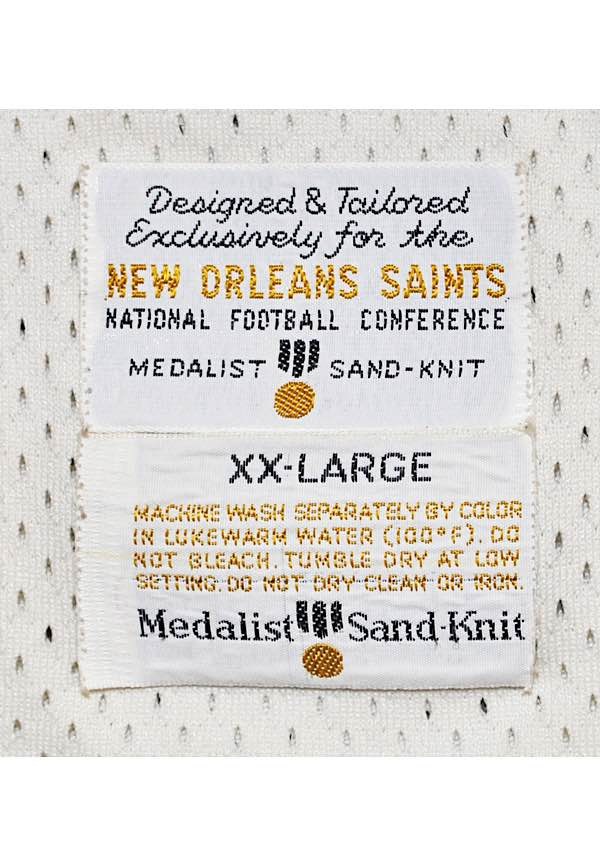 Designed & Tailored
Exclusively for the
NEW ORLEANS SAINTS
NATIONAL FOOTBALL CONFERENCE
MEDALIST SAND-KNIT
XX-LARGE
MACHINE WASH SEPARATELY BY COLOR
IN LUKEWARM WATER (100°F). DO
NOT BLEACH. TUMBLE DRY AT LOW
SETTING. DO NOT DRY CLEAN OR IRON.
Medalist Sand-Knit